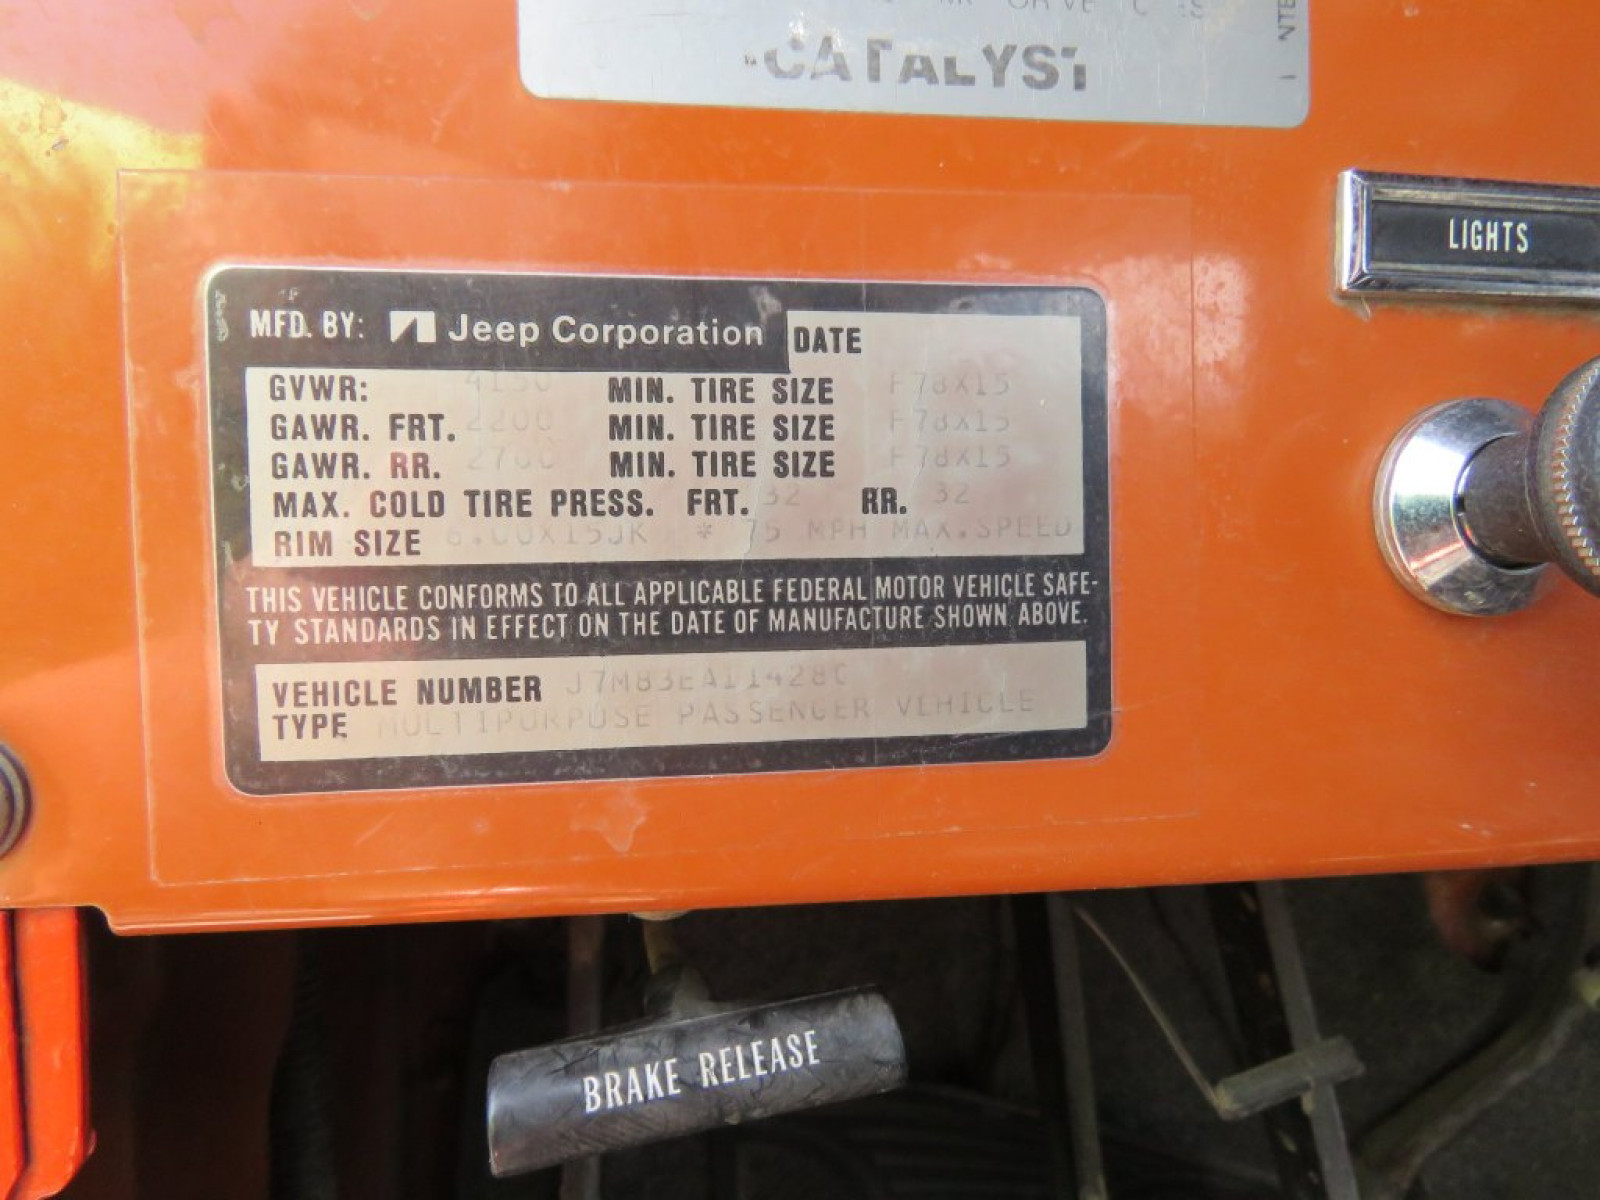 DRIVE
CATALYST
LIGHTS
MFD. BY: Jeep Corporation DATE
GVWR: 4150 MIN. TIRE SIZE F78X15
GAWR. FRT. 2200 MIN. TIRE SIZE F78X15
GAWR. RR. 2700 MIN. TIRE SIZE F78X15
MAX. COLD TIRE PRESS. FRT. 32 RR. 32
RIM SIZE 6.00X15JK * 75 MPH MAX.SPEED
THIS VEHICLE CONFORMS TO ALL APPLICABLE FEDERAL MOTOR VEHICLE SAFE-
TY STANDARDS IN EFFECT ON THE DATE OF MANUFACTURE SHOWN ABOVE.
VEHICLE NUMBER
TYPE MULTIPURPOSE PASSENGER VEHICLE
BRAKE RELEASE